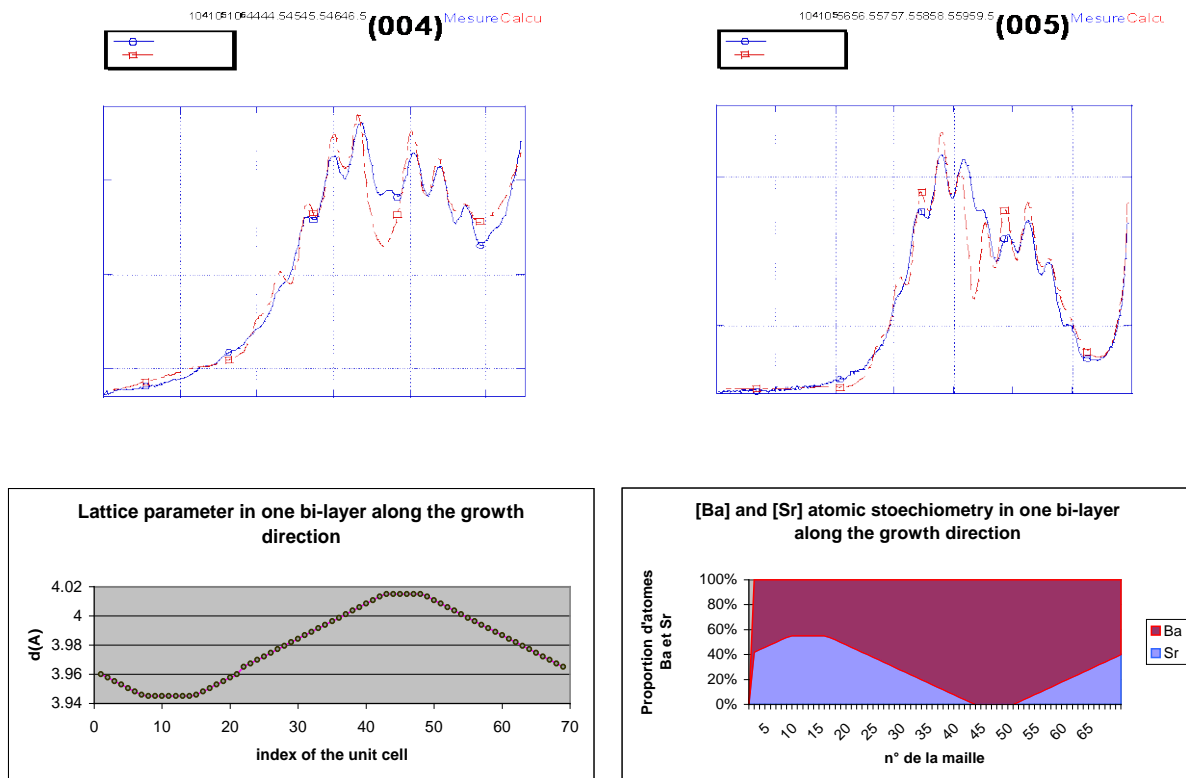 (004)
MesureCalcu
(005)
MesureCalcu
Lattice parameter in one bi-layer along the growth
direction
4.02
4
3.98
3.96
3.94
d(A)
0 10 20 30 40 50 60 70
index of the unit cell
[Ba] and [Sr] atomic stoechiometry in one bi-layer
along the growth direction
Proportion d'atomes
Ba et Sr
100%
80%
60%
40%
20%
0%
5 10 15 20 25 30 35 40 45 50 55 60 65
n° de la maille
Ba
Sr